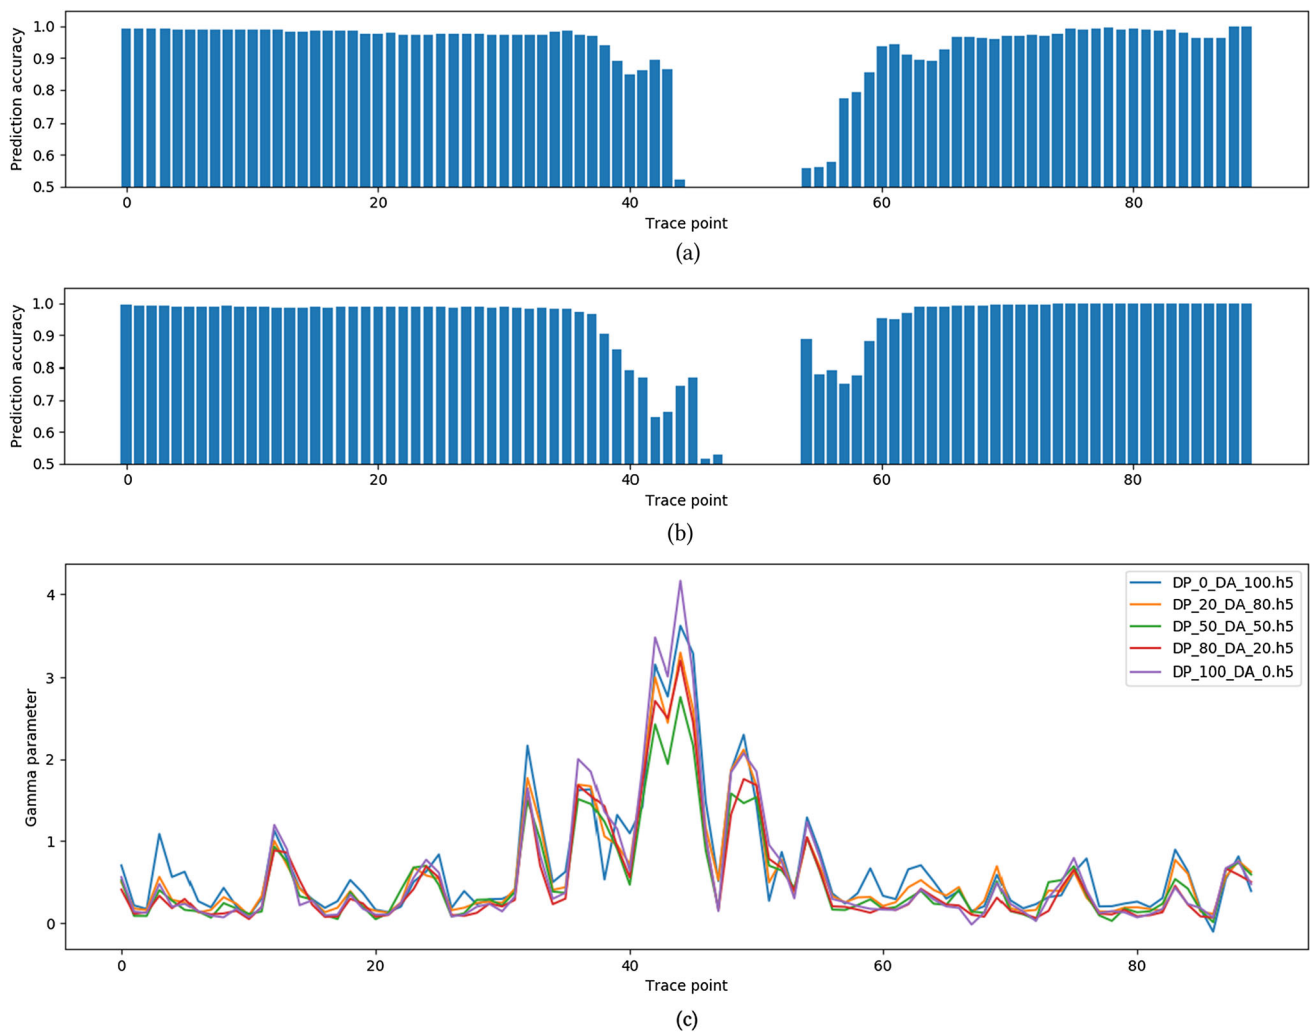 1.0
0.9
0.8
0.7
0.6
0.5
Prediction accuracy
0 20 40 60 80
Trace point
(a)
1.0
0.9
0.8
0.7
0.6
0.5
Prediction accuracy
0 20 40 60 80
Trace point
(b)
4
3
2
1
0
Gamma parameter
DP_0_DA_100.h5
DP_20_DA_80.h5
DP_50_DA_50.h5
DP_80_DA_20.h5
DP_100_DA_0.h5
0 20 40 60 80
Trace point
(c)